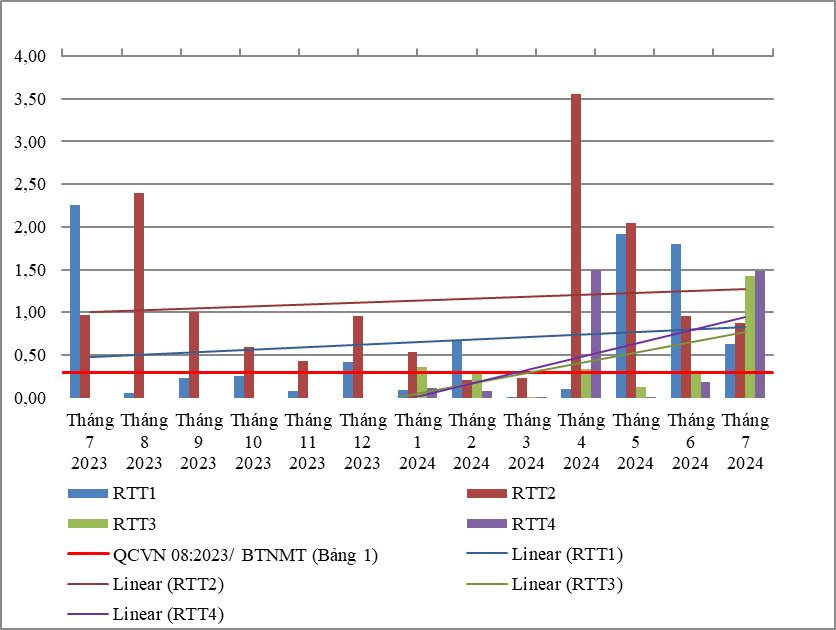 4,00
3,50
3,00
2,50
2,00
1,50
1,00
0,50
0,00
Tháng 7 2023
Tháng 8 2023
Tháng 9 2023
Tháng 10 2023
Tháng 11 2023
Tháng 12 2023
Tháng 1 2024
Tháng 2 2024
Tháng 3 2024
Tháng 4 2024
Tháng 5 2024
Tháng 6 2024
Tháng 7 2024
RTT1
RTT2
RTT3
RTT4
QCVN 08:2023/ BTNMT (Bảng 1)
Linear (RTT1)
Linear (RTT2)
Linear (RTT3)
Linear (RTT4)